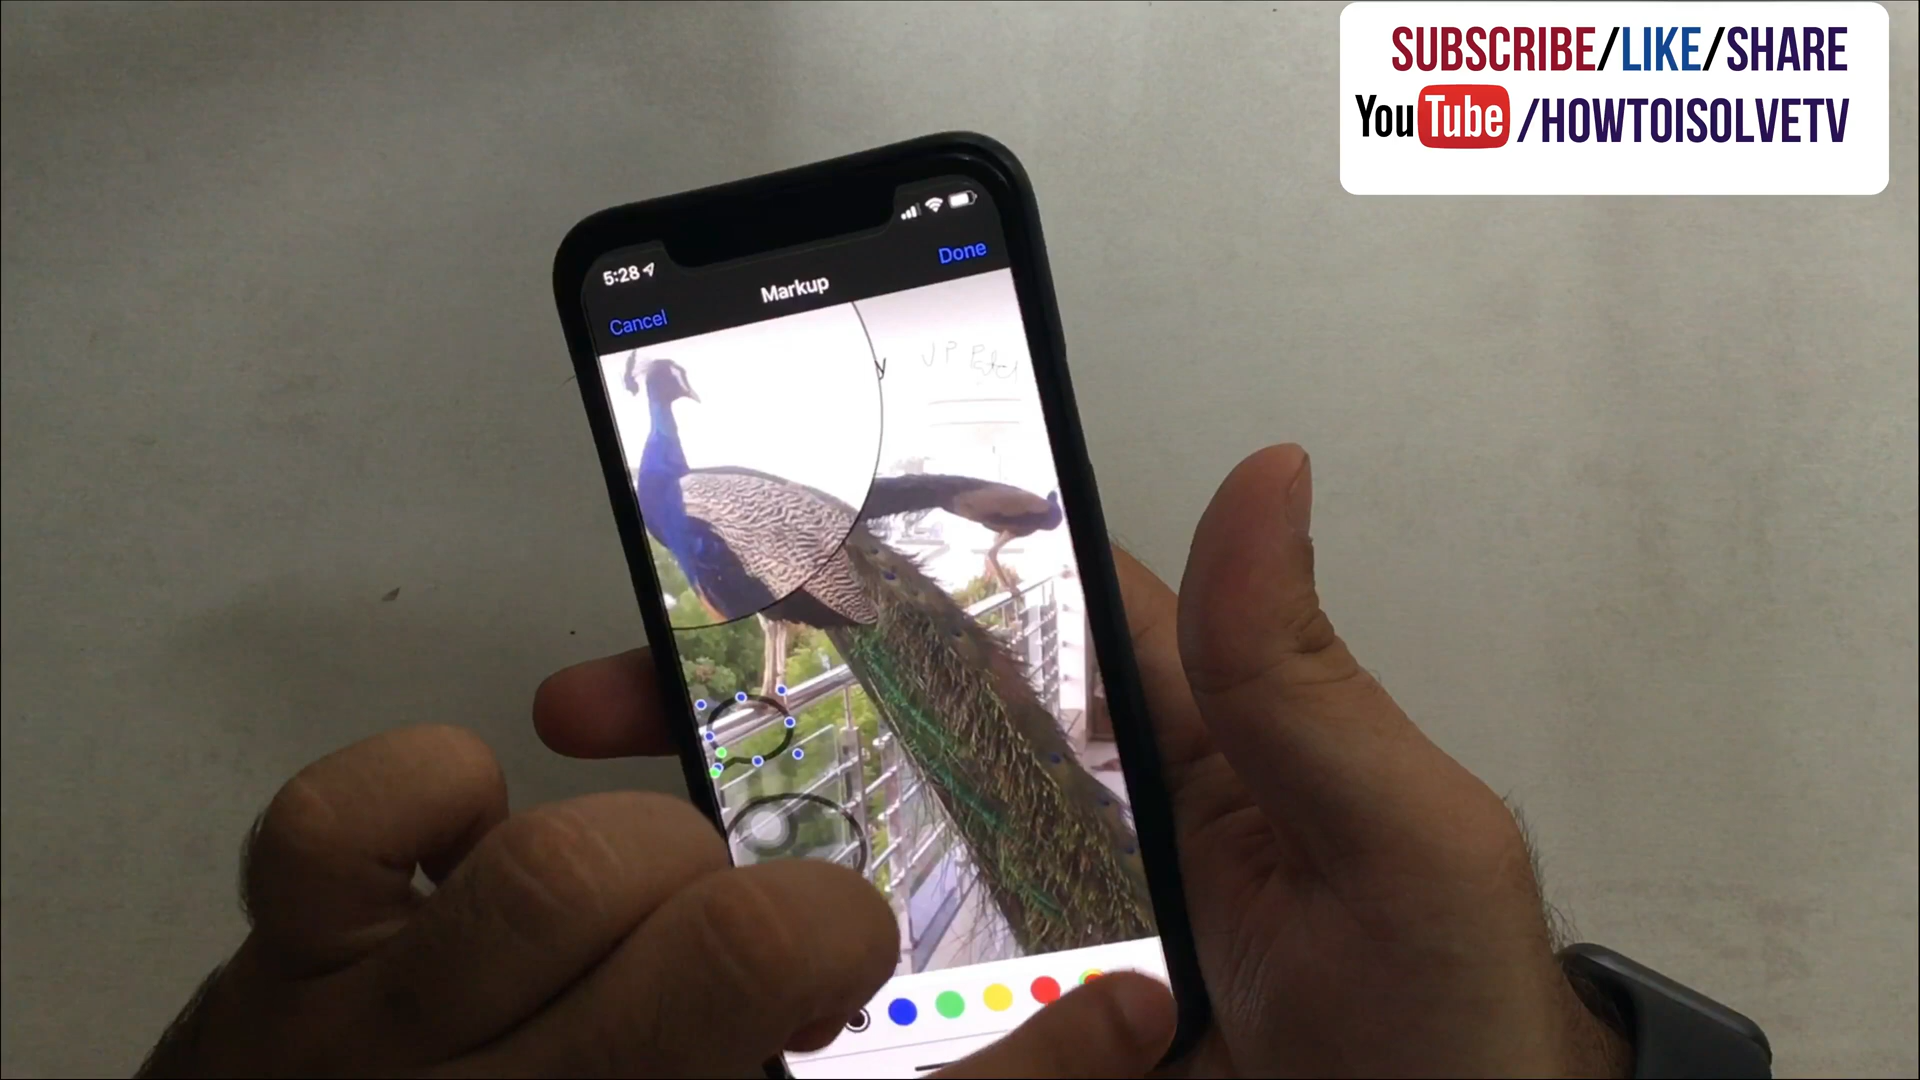 SUBSCRIBE/LIKE/SHARE
YouTube /HOWTOISOLVETV
5:28
Done
Markup
Cancel
J P